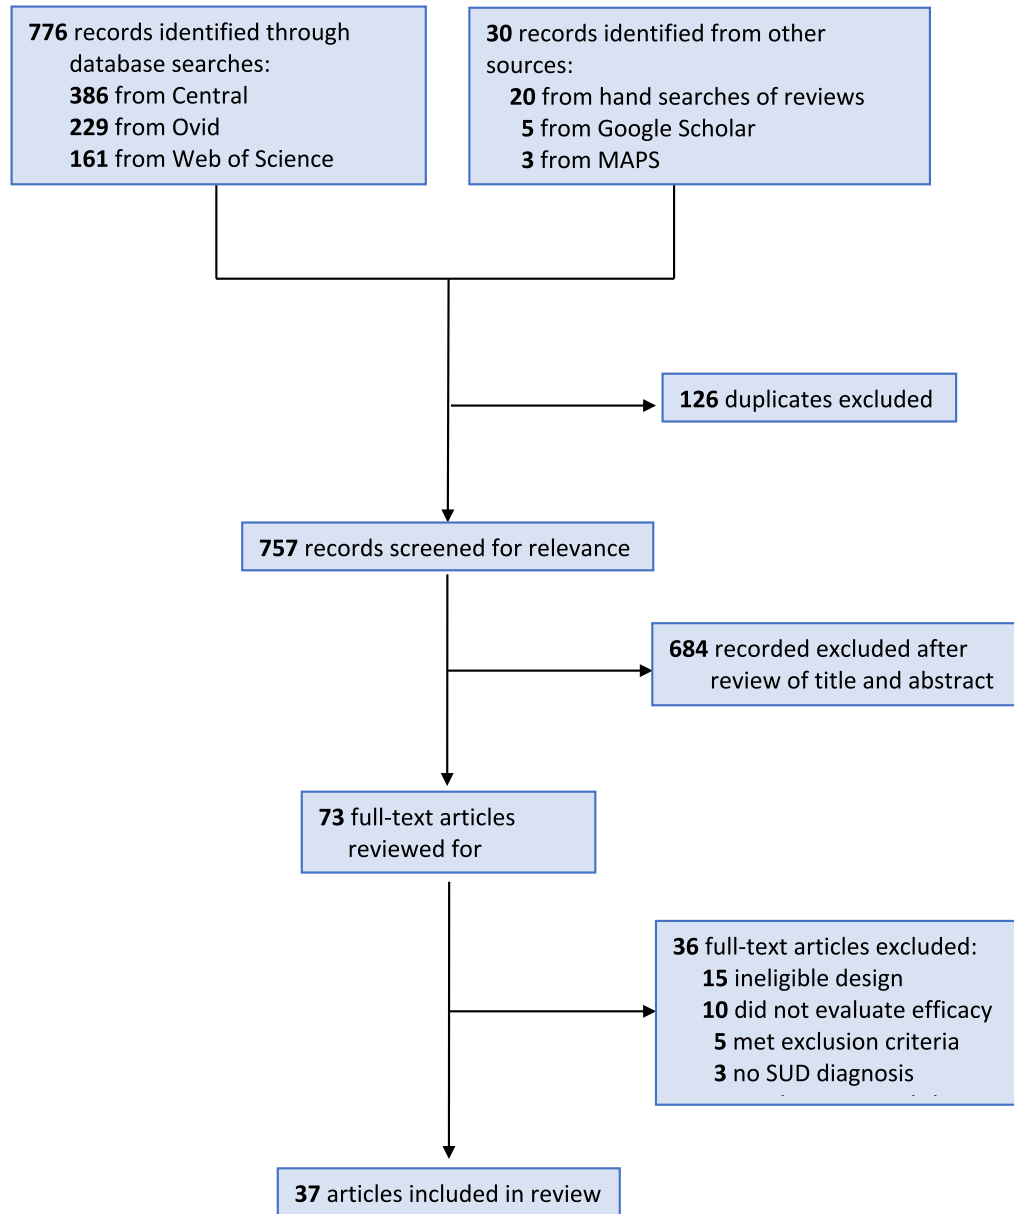 776 records identified through
database searches:
386 from Central
229 from Ovid
161 from Web of Science
30 records identified from other
sources:
20 from hand searches of reviews
5 from Google Scholar
3 from MAPS
126 duplicates excluded
757 records screened for relevance
684 recorded excluded after
review of title and abstract
73 full-text articles
reviewed for
36 full-text articles excluded:
15 ineligible design
10 did not evaluate efficacy
5 met exclusion criteria
3 no SUD diagnosis
37 articles included in review